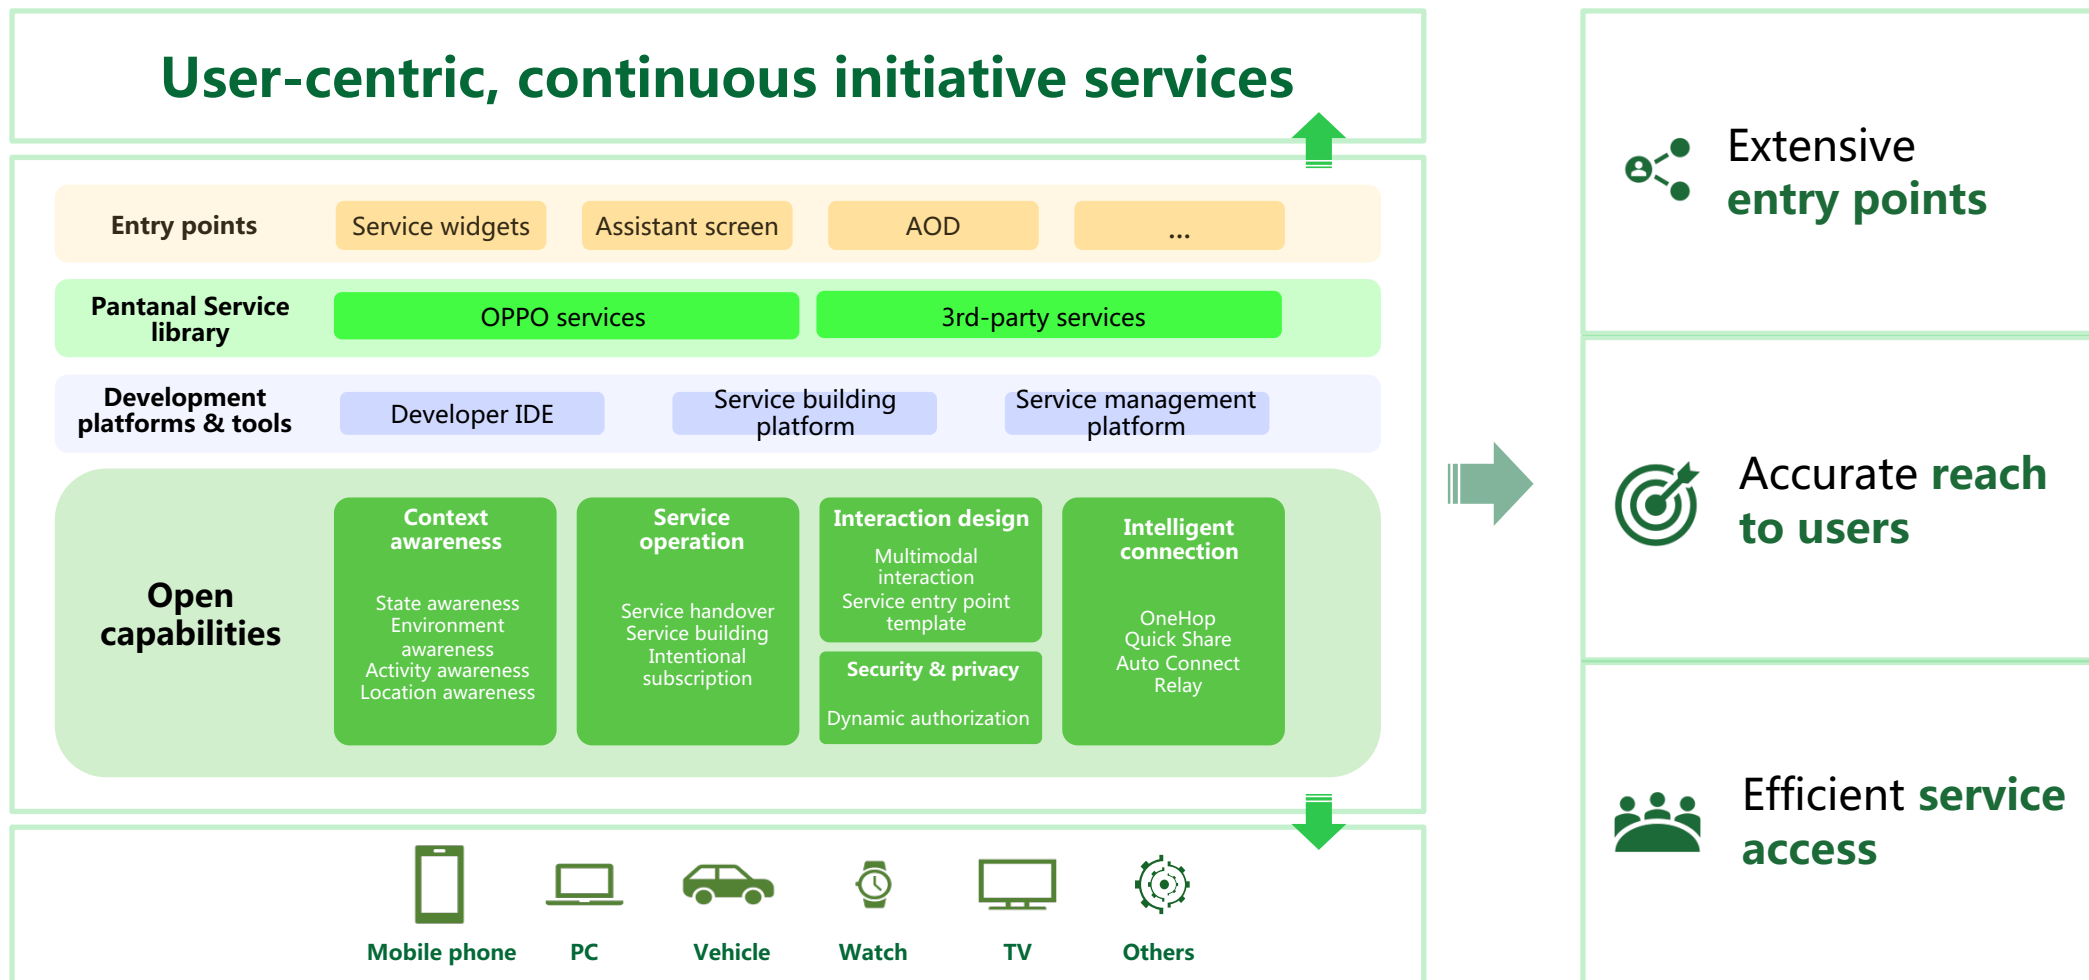 User-centric, continuous initiative services
Entry points
Service widgets
Assistant screen
AOD
...
Pantanal Service
library
OPPO services
3rd-party services
Development
platforms & tools
Developer IDE
Service building
platform
Service management
platform
Open
capabilities
Context
awareness
State awareness
Environment
awareness
Activity awareness
Location awareness
Service
operation
Service handover
Service building
Intentional
subscription
Interaction design
Multimodal
interaction
Service entry point
template
Security & privacy
Dynamic authorization
Intelligent
connection
OneHop
Quick Share
Auto Connect
Relay
Mobile phone
PC
Vehicle
Watch
TV
Others
Extensive
entry points
Accurate reach
to users
Efficient service
access